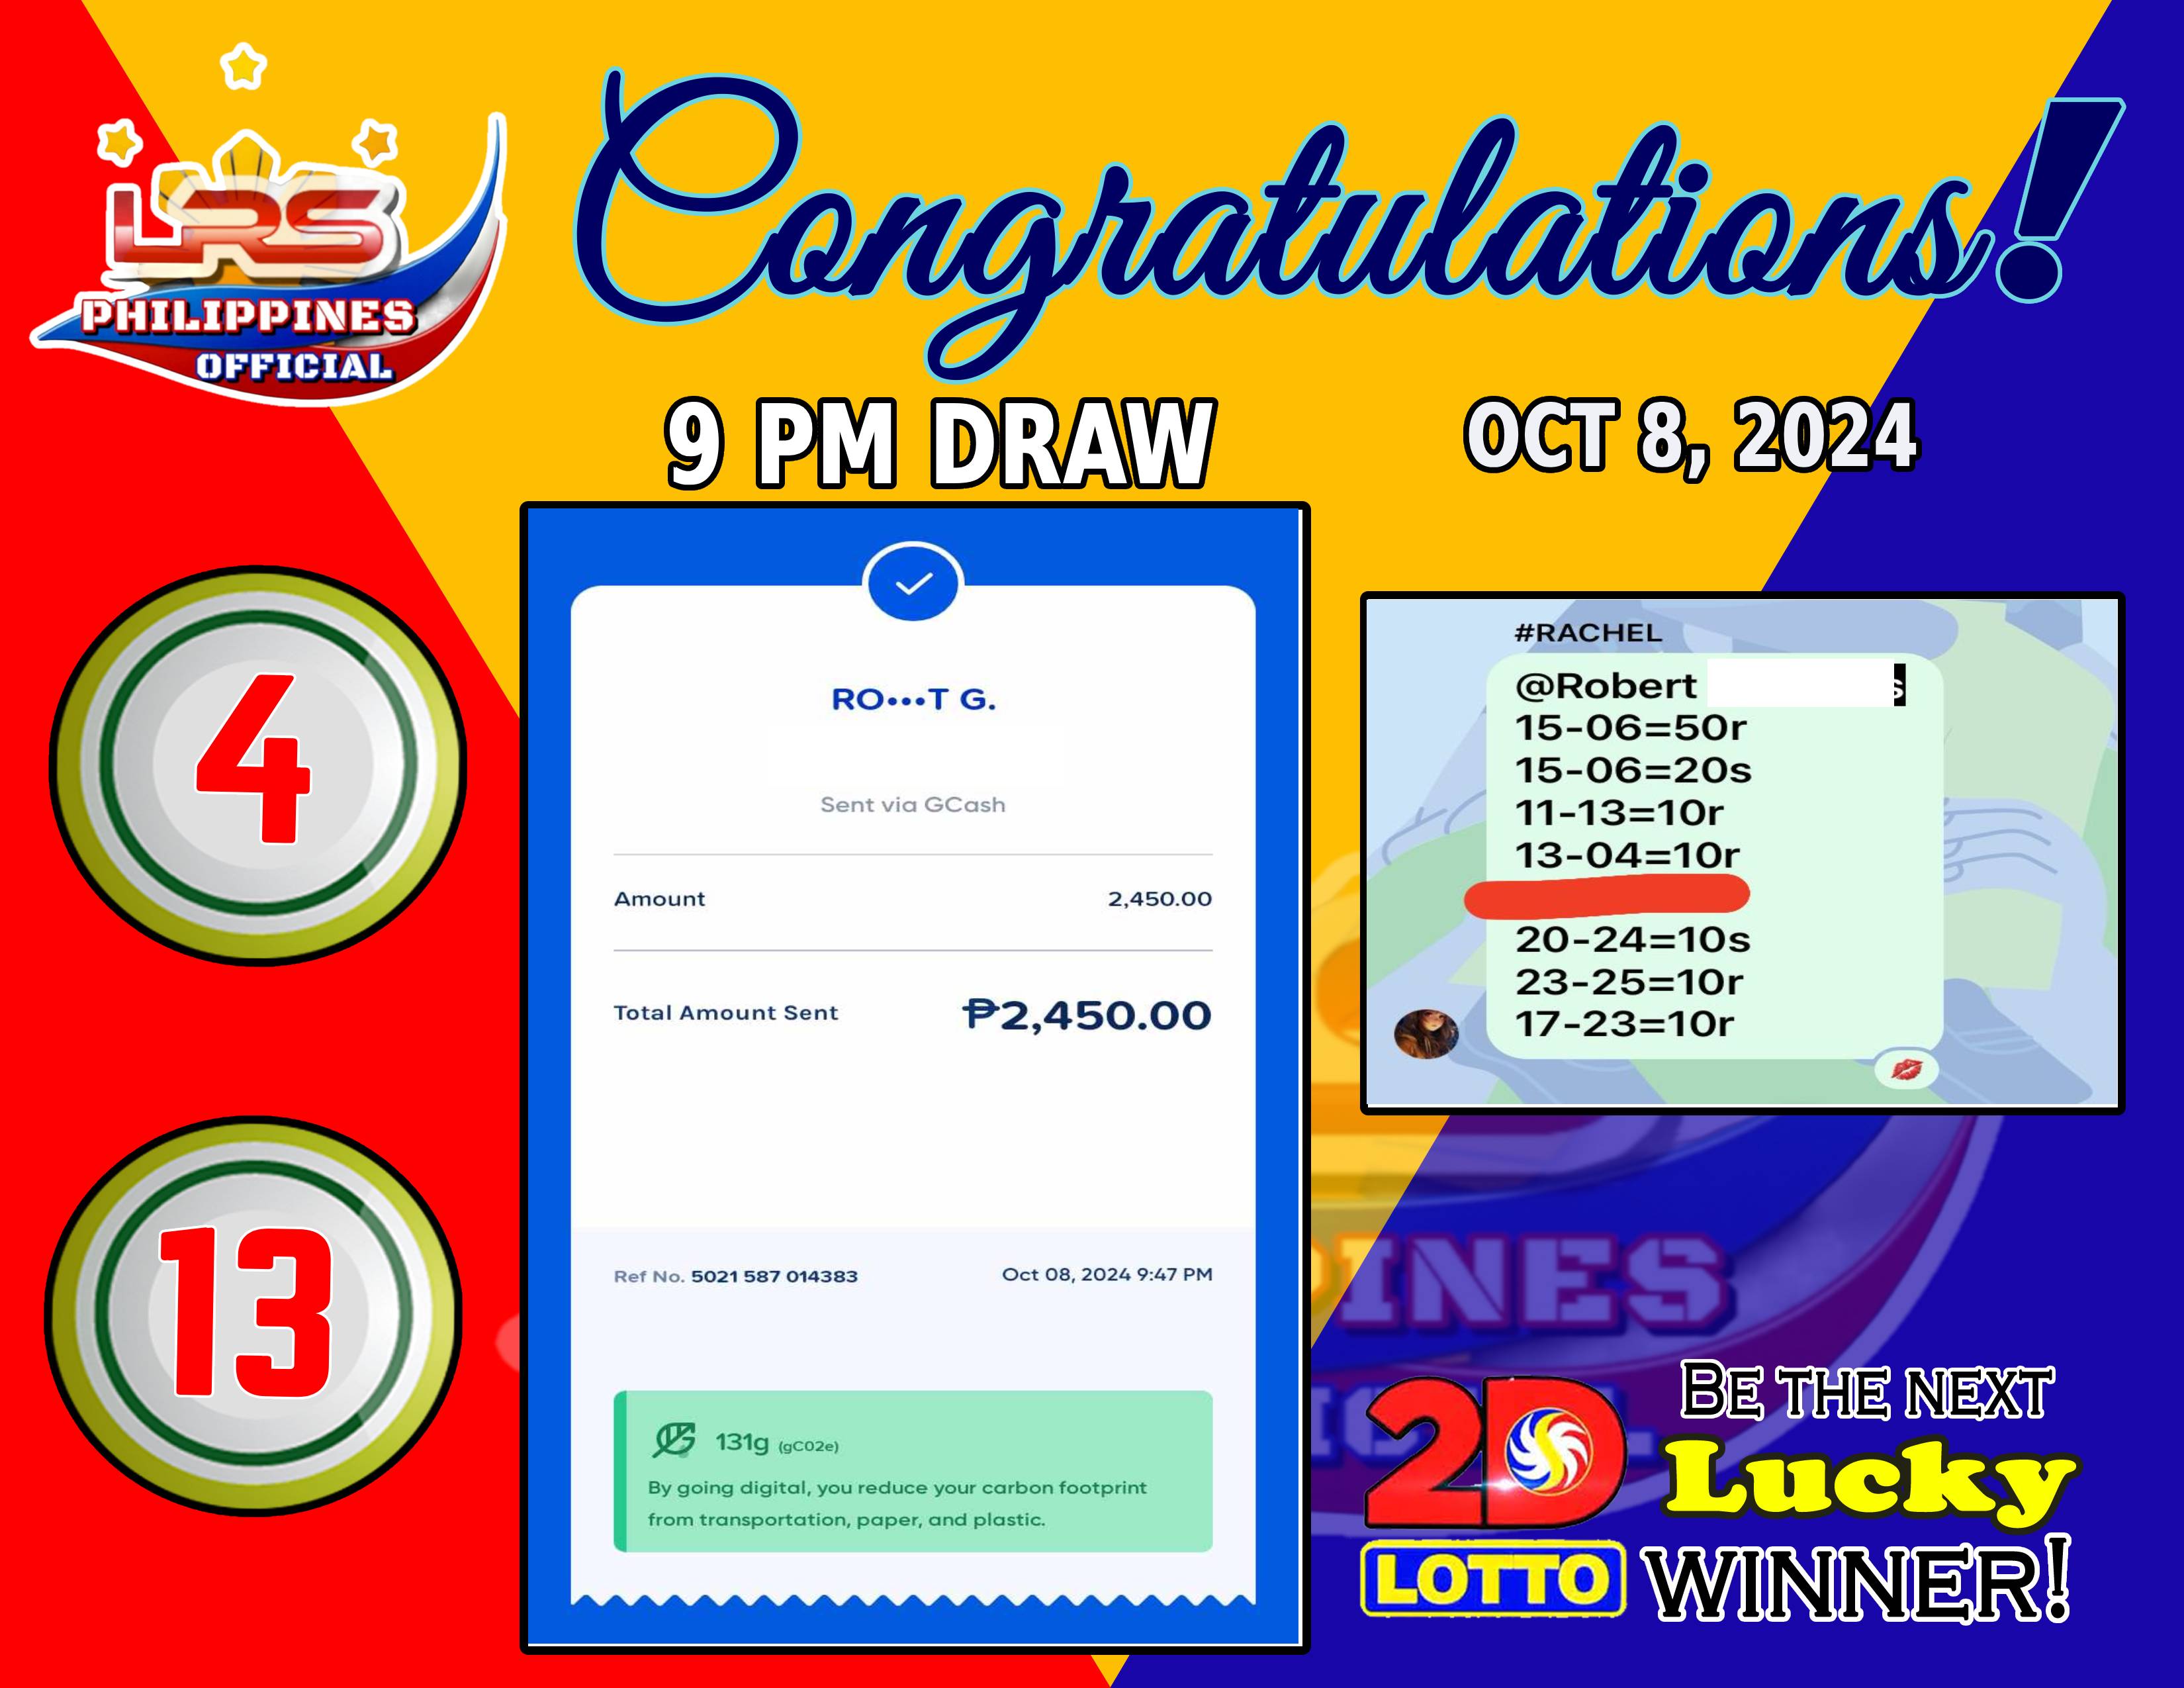 LRS
PHILIPPINES
OFFICIAL
Congratulations!
9 PM DRAW
OCT 8, 2024
4
13
RO•••T G.
Sent via GCash
Amount 2,450.00
Total Amount Sent ₱2,450.00
Ref No. 5021 587 014383 Oct 08, 2024 9:47 PM
131g (gC02e)
By going digital, you reduce your carbon footprint
from transportation, paper, and plastic.
#RACHEL
@Robert s
15-06=50r
15-06=20s
11-13=10r
13-04=10r
20-24=10s
23-25=10r
17-23=10r
PINES
2D
LOTTO
BE THE NEXT
Lucky
WINNER!